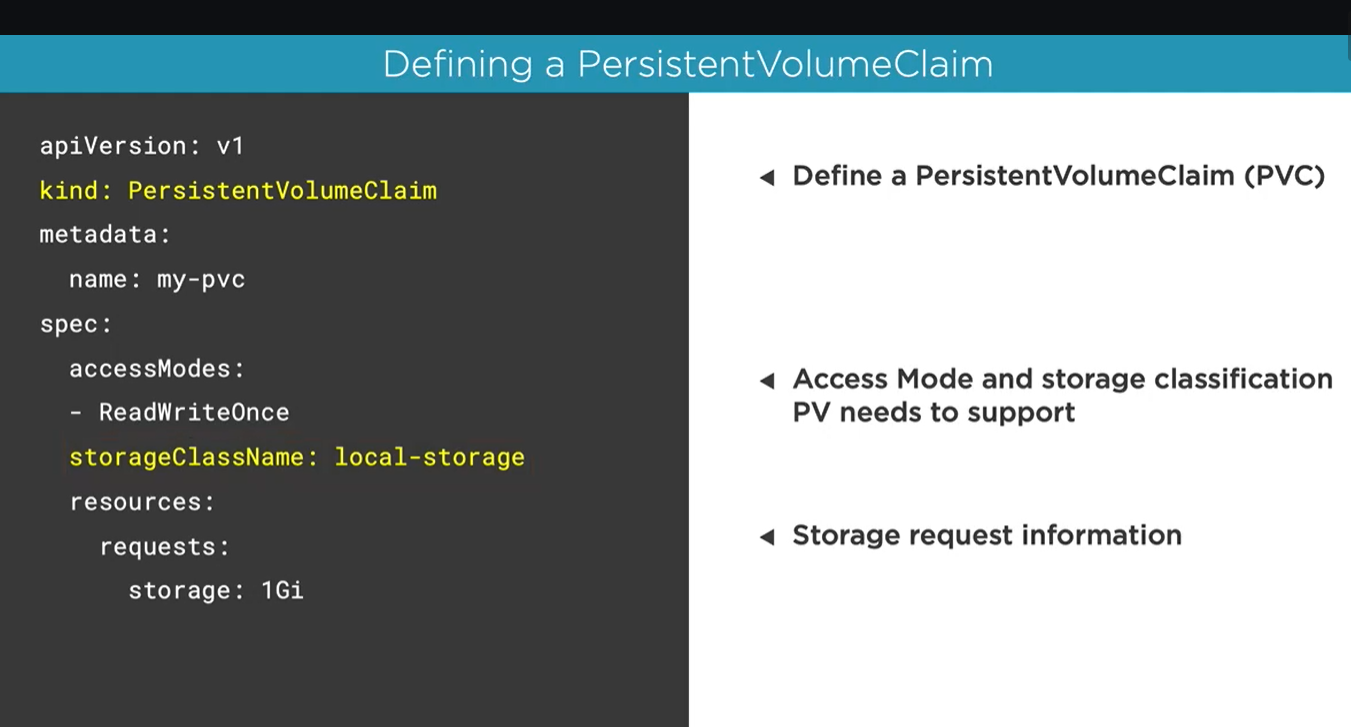 Defining a PersistentVolumeClaim
apiVersion: v1
kind: PersistentVolumeClaim
metadata:
  name: my-pvc
spec:
  accessModes:
  - ReadWriteOnce
  storageClassName: local-storage
  resources:
    requests:
      storage: 1Gi
◄ Define a PersistentVolumeClaim (PVC)
◄ Access Mode and storage classification
PV needs to support
◄ Storage request information